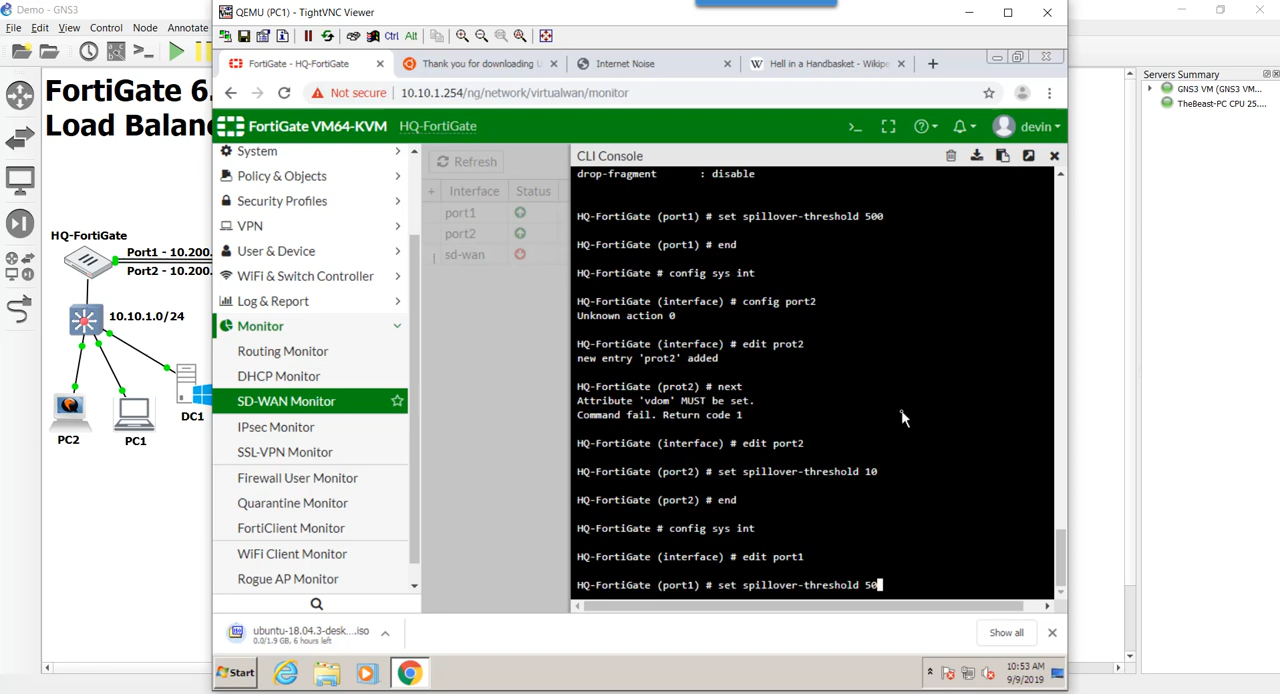 Demo - GNS3
File Edit View Control Node Annotate
FortiGate 6.
Load Balan
HQ-FortiGate
Port1 - 10.200.
Port2 - 10.200.
10.10.1.0/24
DC1
PC2
PC1
QEMU (PC1) - TightVNC Viewer
Ctrl Alt
FortiGate - HQ-FortiGate
Thank you for downloading U
Internet Noise
Hell in a Handbasket - Wikipe
Not secure 10.10.1.254/ng/network/virtualwan/monitor
FortiGate VM64-KVM HQ-FortiGate
devin
System
Policy & Objects
Security Profiles
VPN
User & Device
WiFi & Switch Controller
Log & Report
Monitor
Routing Monitor
DHCP Monitor
SD-WAN Monitor
IPsec Monitor
SSL-VPN Monitor
Firewall User Monitor
Quarantine Monitor
FortiClient Monitor
WiFi Client Monitor
Rogue AP Monitor
Refresh
+ Interface Status
port1
port2
sd-wan
CLI Console
drop-fragment : disable
HQ-FortiGate (port1) # set spillover-threshold 500
HQ-FortiGate (port1) # end
HQ-FortiGate # config sys int
HQ-FortiGate (interface) # config port2
Unknown action 0
HQ-FortiGate (interface) # edit prot2
new entry 'prot2' added
HQ-FortiGate (prot2) # next
Attribute 'vdom' MUST be set.
Command fail. Return code 1
HQ-FortiGate (interface) # edit port2
HQ-FortiGate (port2) # set spillover-threshold 10
HQ-FortiGate (port2) # end
HQ-FortiGate # config sys int
HQ-FortiGate (interface) # edit port1
HQ-FortiGate (port1) # set spillover-threshold 50
ubuntu-18.04.3-desk....iso
0.0/1.9 GB, 6 hours left
Show all
Start
10:53 AM
9/9/2019
Servers Summary
GNS3 VM (GNS3 VM...
TheBeast-PC CPU 25....